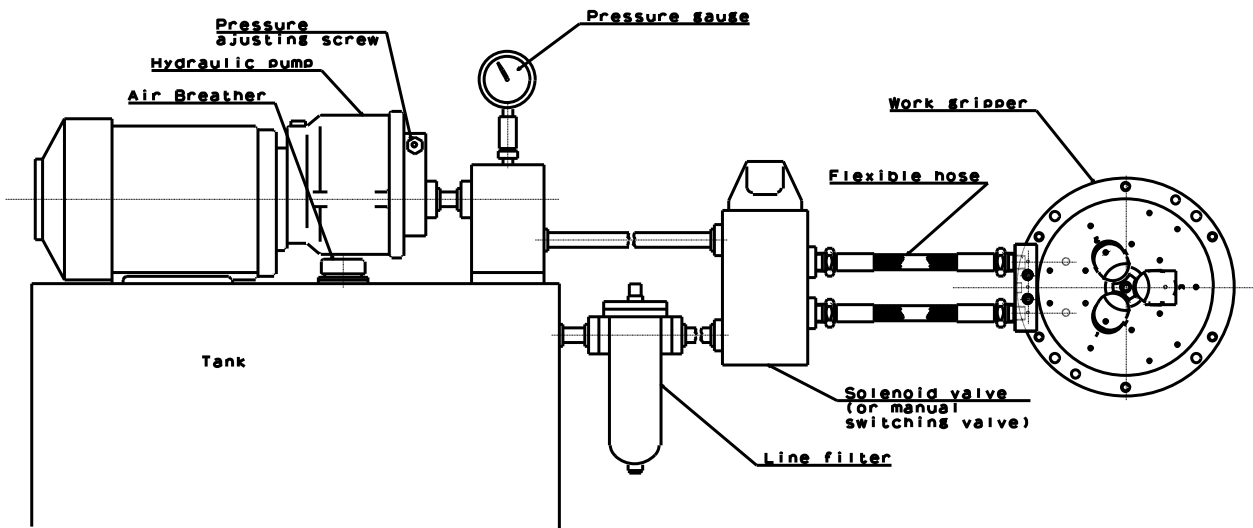 Pressure gauge
Pressure
ajusting screw
Hydraulic pump
Air Breather
Work gripper
Flexible hose
Tank
Solenoid valve
(or manual
switching valve)
Line filter